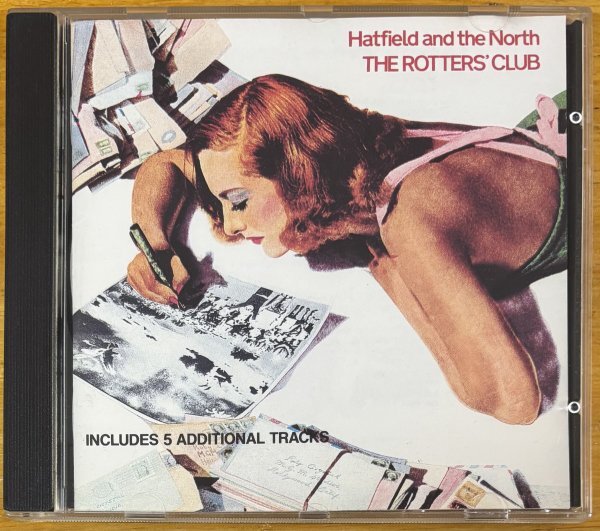 Hatfield and the North
THE ROTTERS' CLUB
INCLUDES 5 ADDITIONAL TRACKS